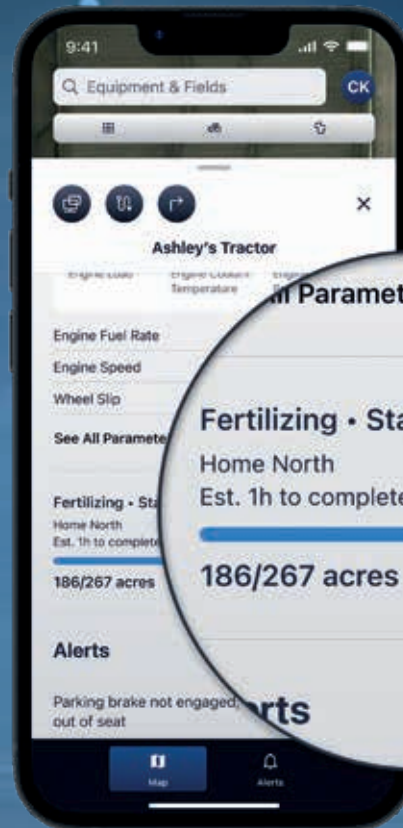 9:41
Equipment & Fields
CK
Ashley's Tractor
Engine Load Engine Coolant
Temperature
Engine Fuel Rate
Engine Speed
Wheel Slip
See All Paramete
Fertilizing • Sta
Home North
Est. 1h to complete
186/267 acres
Alerts
Parking brake not engaged,
out of seat
Map Alerts
ll Paramet
Fertilizing • Sta
Home North
Est. 1h to complete
186/267 acres
erts